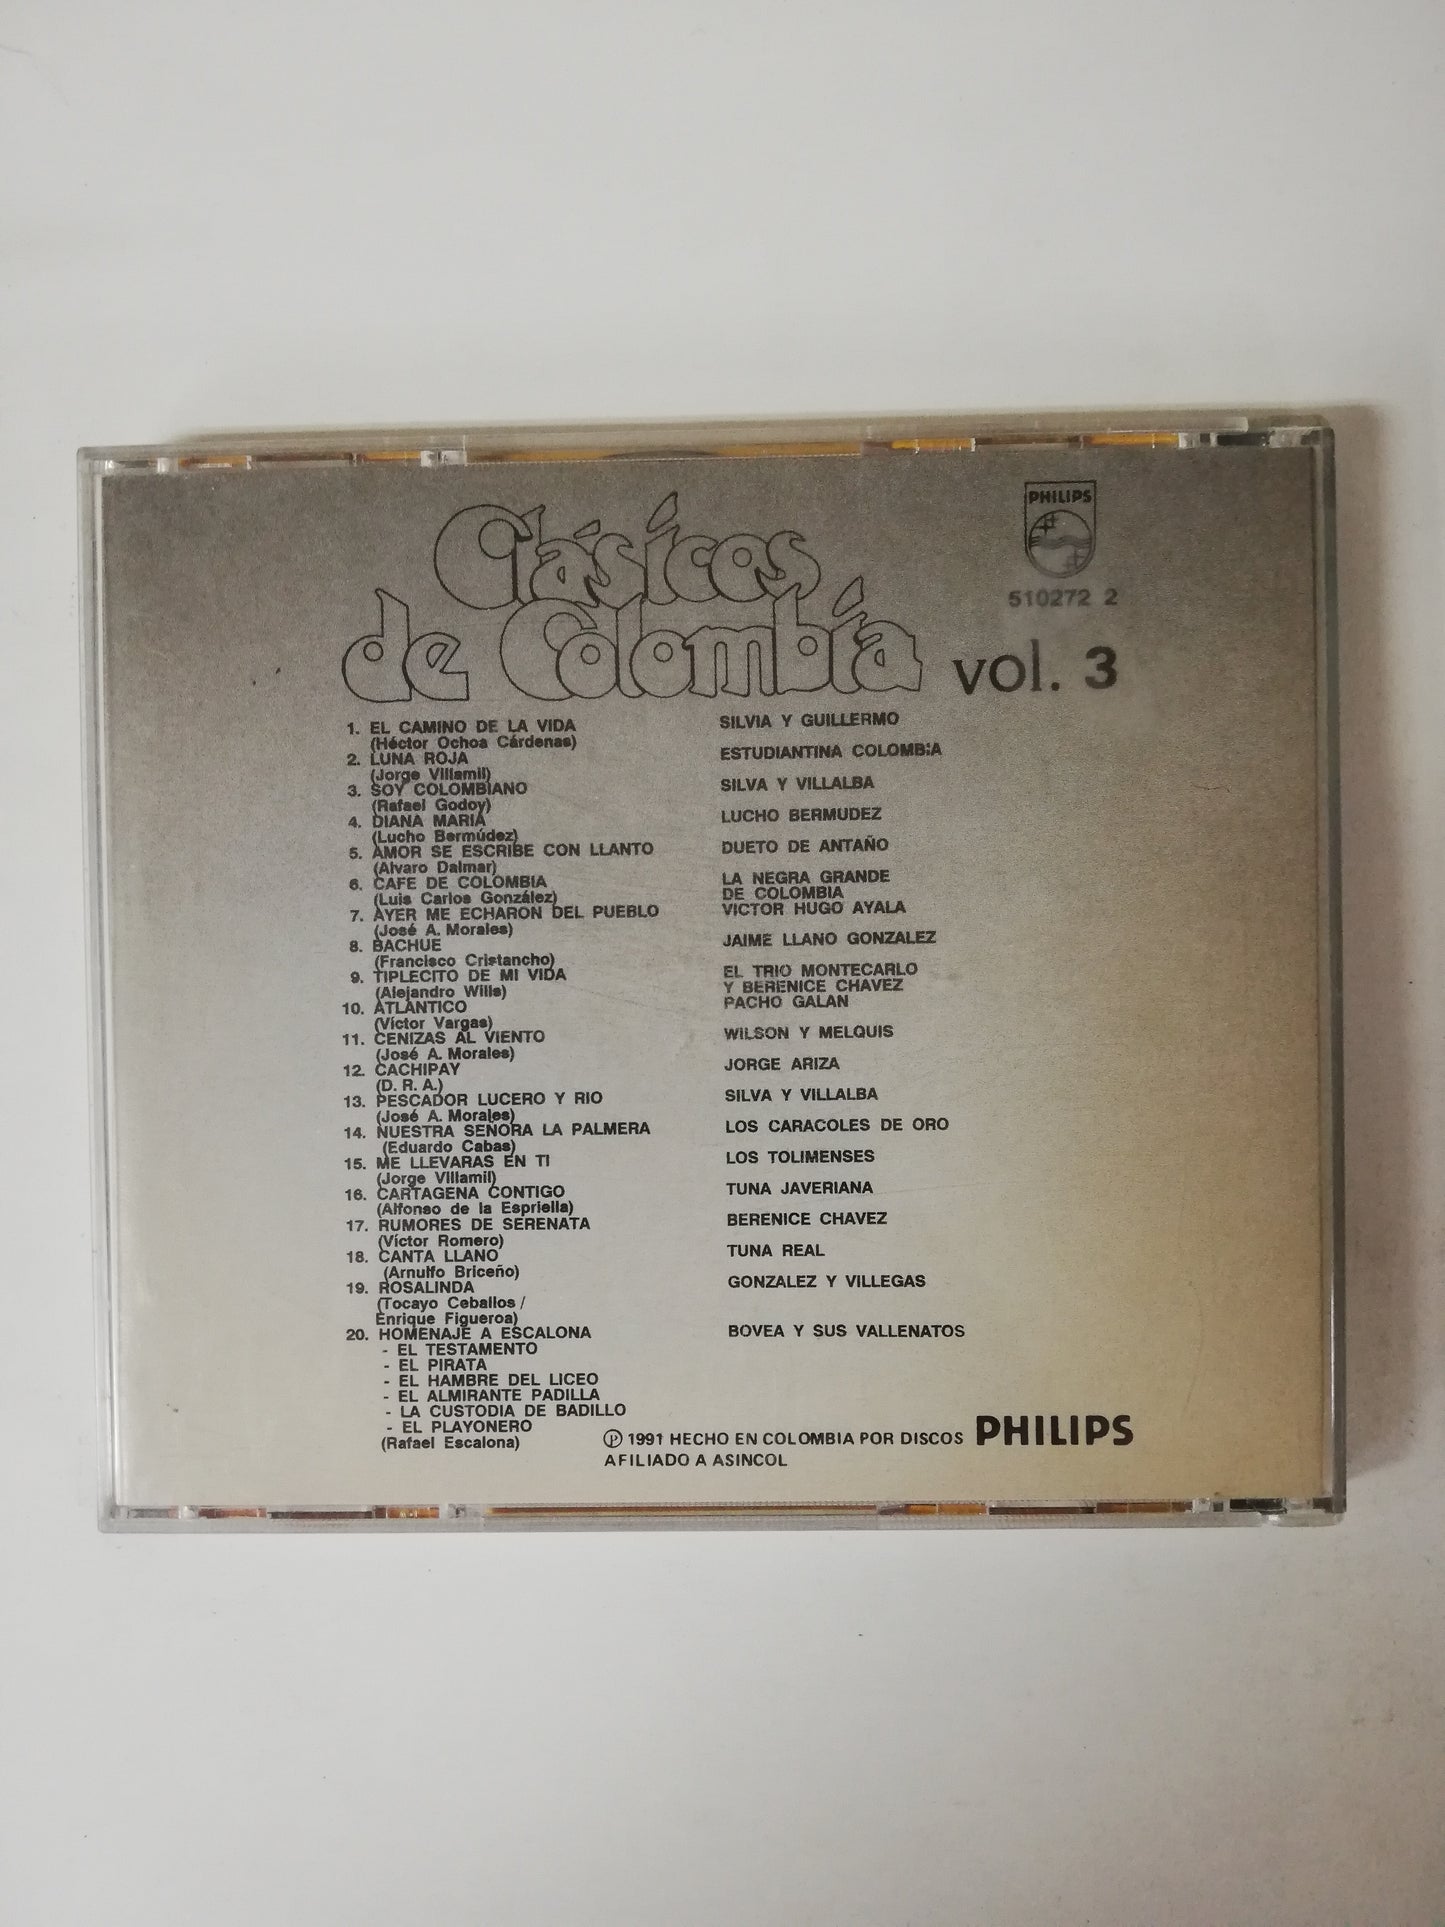 PHILIPS
Clásicos
de Colombia vol. 3
510272 2
1. EL CAMINO DE LA VIDA SILVIA Y GUILLERMO
(Héctor Ochoa Cárdenas)
2. LUNA ROJA ESTUDIANTINA COLOMBIA
(Jorge Villamil)
3. SOY COLOMBIANO SILVA Y VILLALBA
(Rafael Godoy)
4. DIANA MARIA LUCHO BERMUDEZ
(Lucho Bermúdez)
5. AMOR SE ESCRIBE CON LLANTO DUETO DE ANTAÑO
(Alvaro Dalmar)
6. CAFE DE COLOMBIA LA NEGRA GRANDE
(Luis Carlos González) DE COLOMBIA
7. AYER ME ECHARON DEL PUEBLO VICTOR HUGO AYALA
(José A. Morales)
8. BACHUE JAIME LLANO GONZALEZ
(Francisco Cristancho)
9. TIPLECITO DE MI VIDA EL TRIO MONTECARLO
(Alejandro Wills) Y BERENICE CHAVEZ
10. ATLANTICO PACHO GALAN
(Víctor Vargas)
11. CENIZAS AL VIENTO WILSON Y MELQUIS
(José A. Morales)
12. CACHIPAY JORGE ARIZA
(D. R. A.)
13. PESCADOR LUCERO Y RIO SILVA Y VILLALBA
(José A. Morales)
14. NUESTRA SEÑORA LA PALMERA LOS CARACOLES DE ORO
(Eduardo Cabas)
15. ME LLEVARAS EN TI LOS TOLIMENSES
(Jorge Villamil)
16. CARTAGENA CONTIGO TUNA JAVERIANA
(Alfonso de la Espriella)
17. RUMORES DE SERENATA BERENICE CHAVEZ
(Víctor Romero)
18. CANTA LLANO TUNA REAL
(Arnulfo Briceño)
19. ROSALINDA GONZALEZ Y VILLEGAS
(Tocayo Ceballos /
Enrique Figueroa)
20. HOMENAJE A ESCALONA BOVEA Y SUS VALLENATOS
- EL TESTAMENTO
- EL PIRATA
- EL HAMBRE DEL LICEO
- EL ALMIRANTE PADILLA
- LA CUSTODIA DE BADILLO
- EL PLAYONERO
(Rafael Escalona)
Ⓟ 1991 HECHO EN COLOMBIA POR DISCOS PHILIPS
AFILIADO A ASINCOL